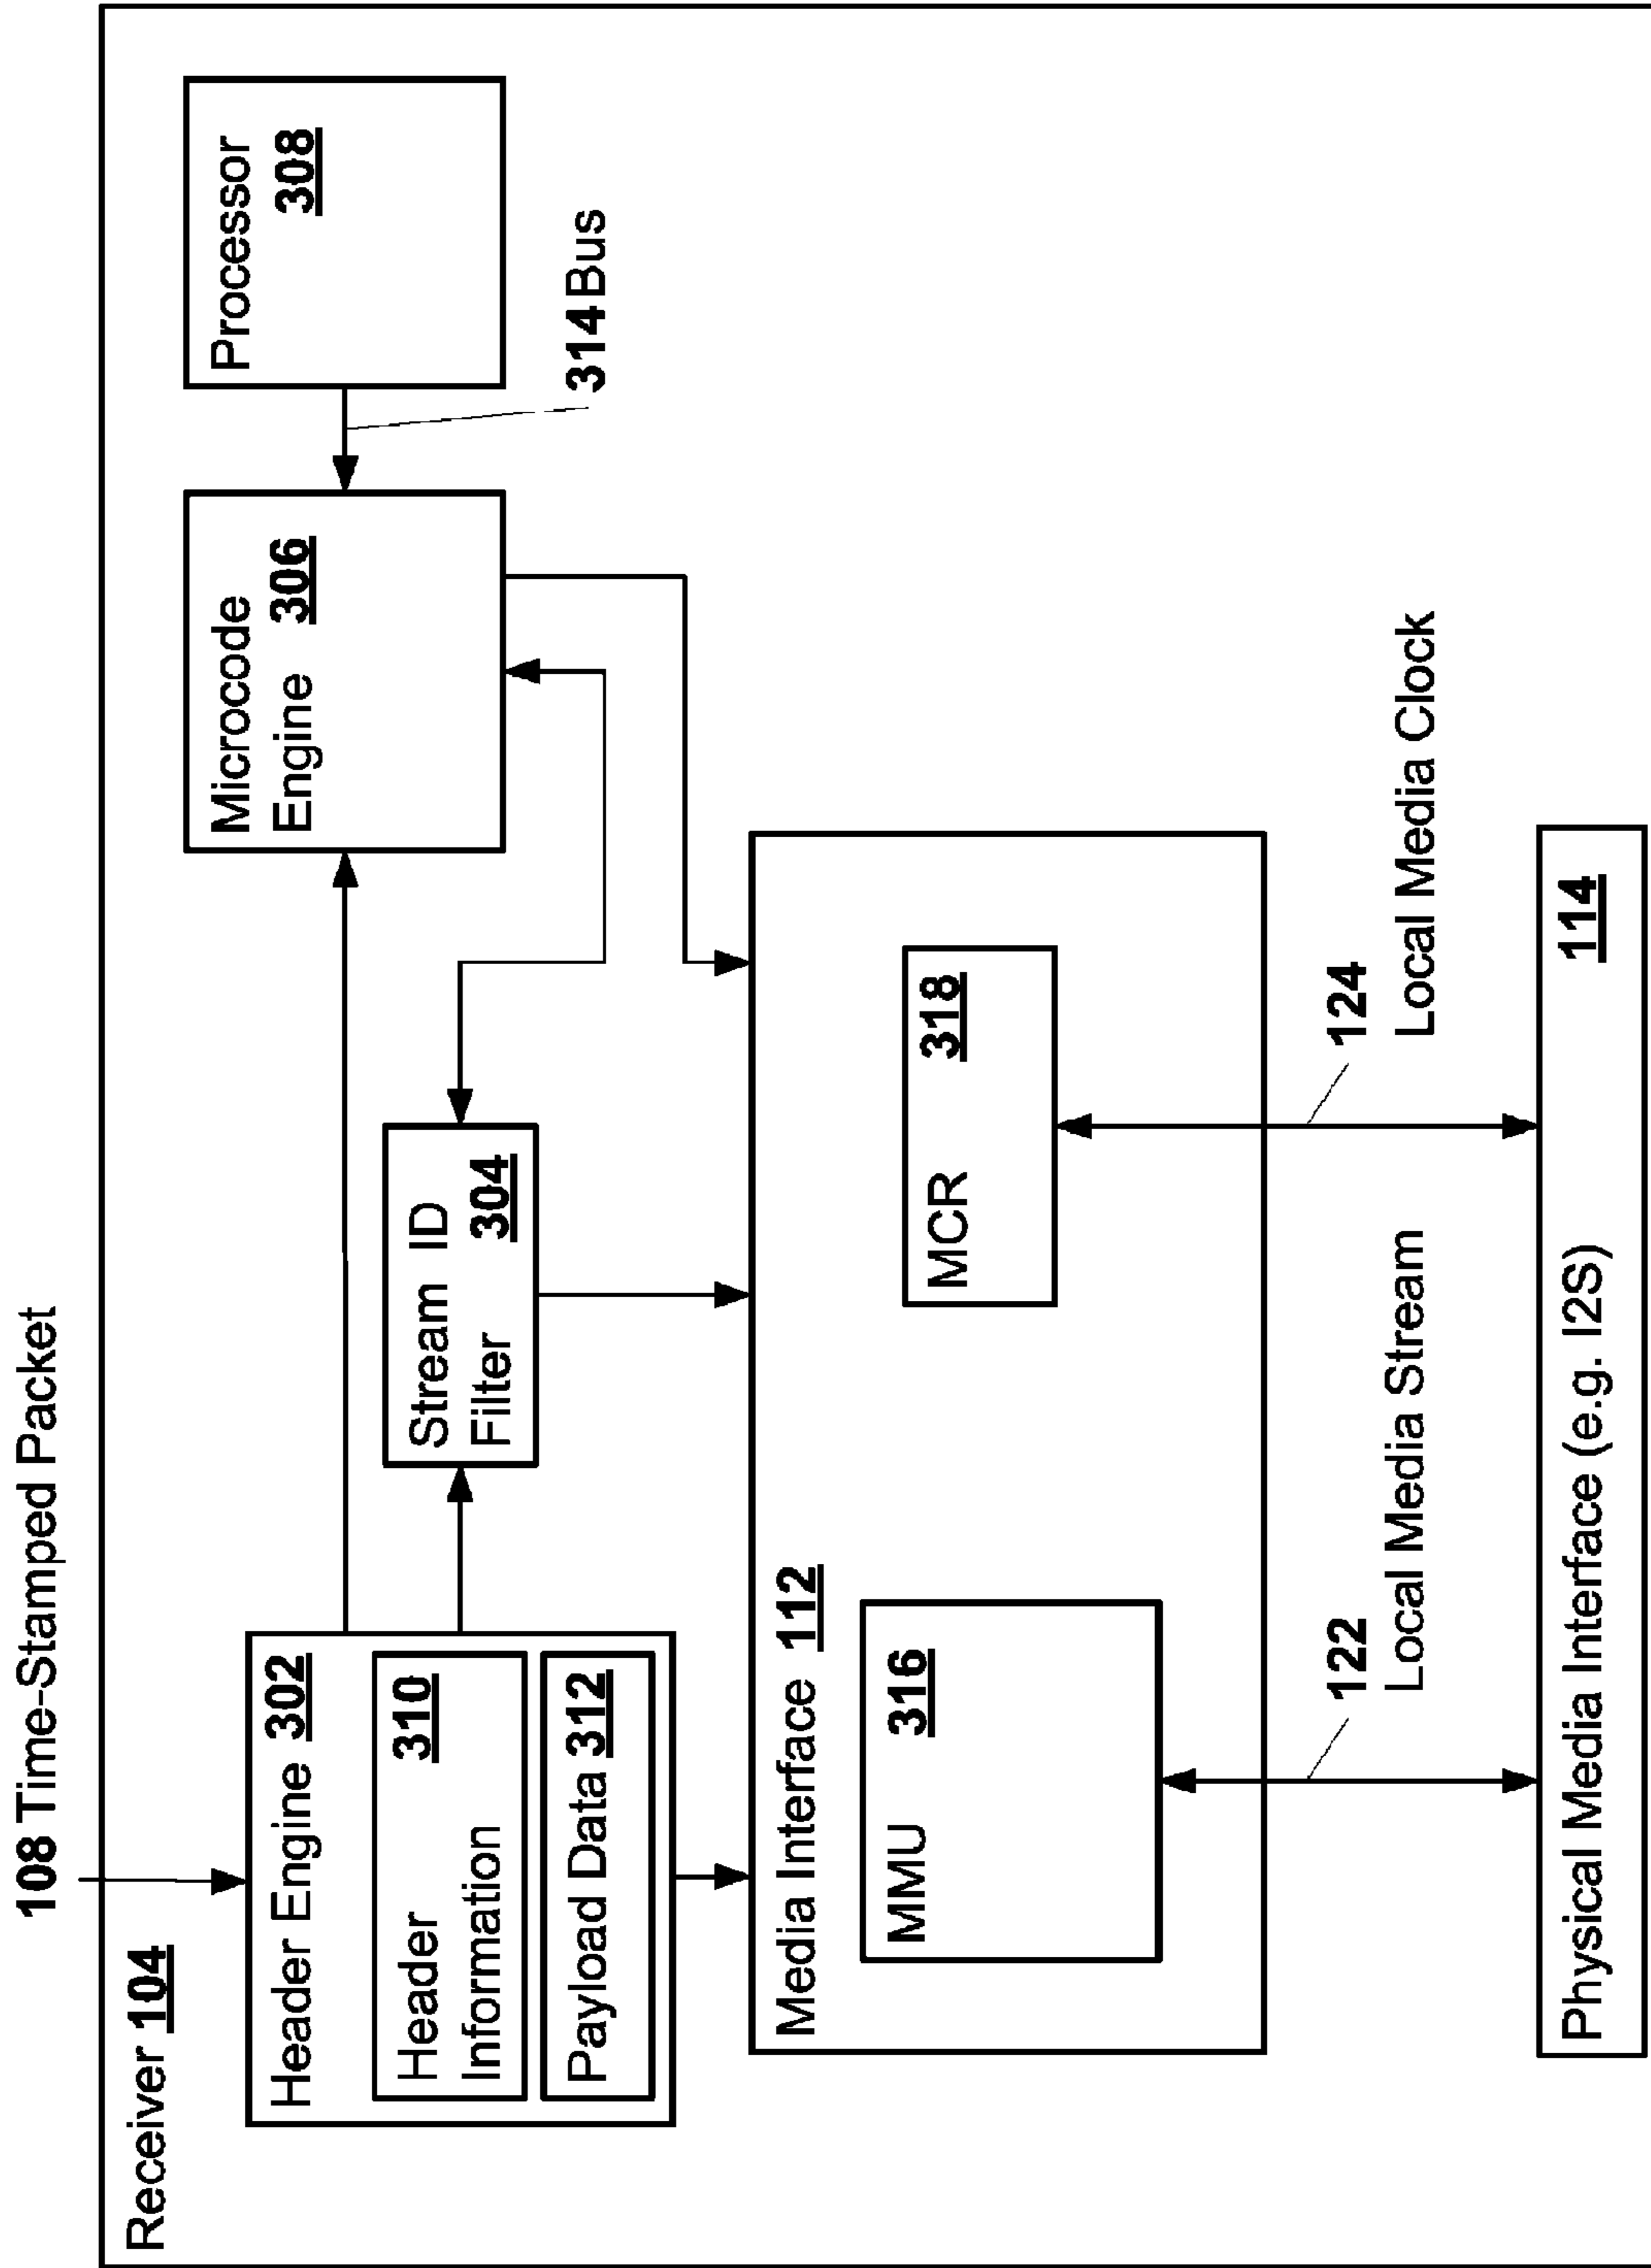 108 Time-Stamped Packet
Receiver 104
Header Engine 302
Header
Information
310
Payload Data 312
Stream ID
Filter 304
Microcode
Engine 306
Processor
308
314 Bus
Media Interface 112
MMU 316
MCR 318
122
Local Media Stream
124
Local Media Clock
Physical Media Interface (e.g. I2S) 114